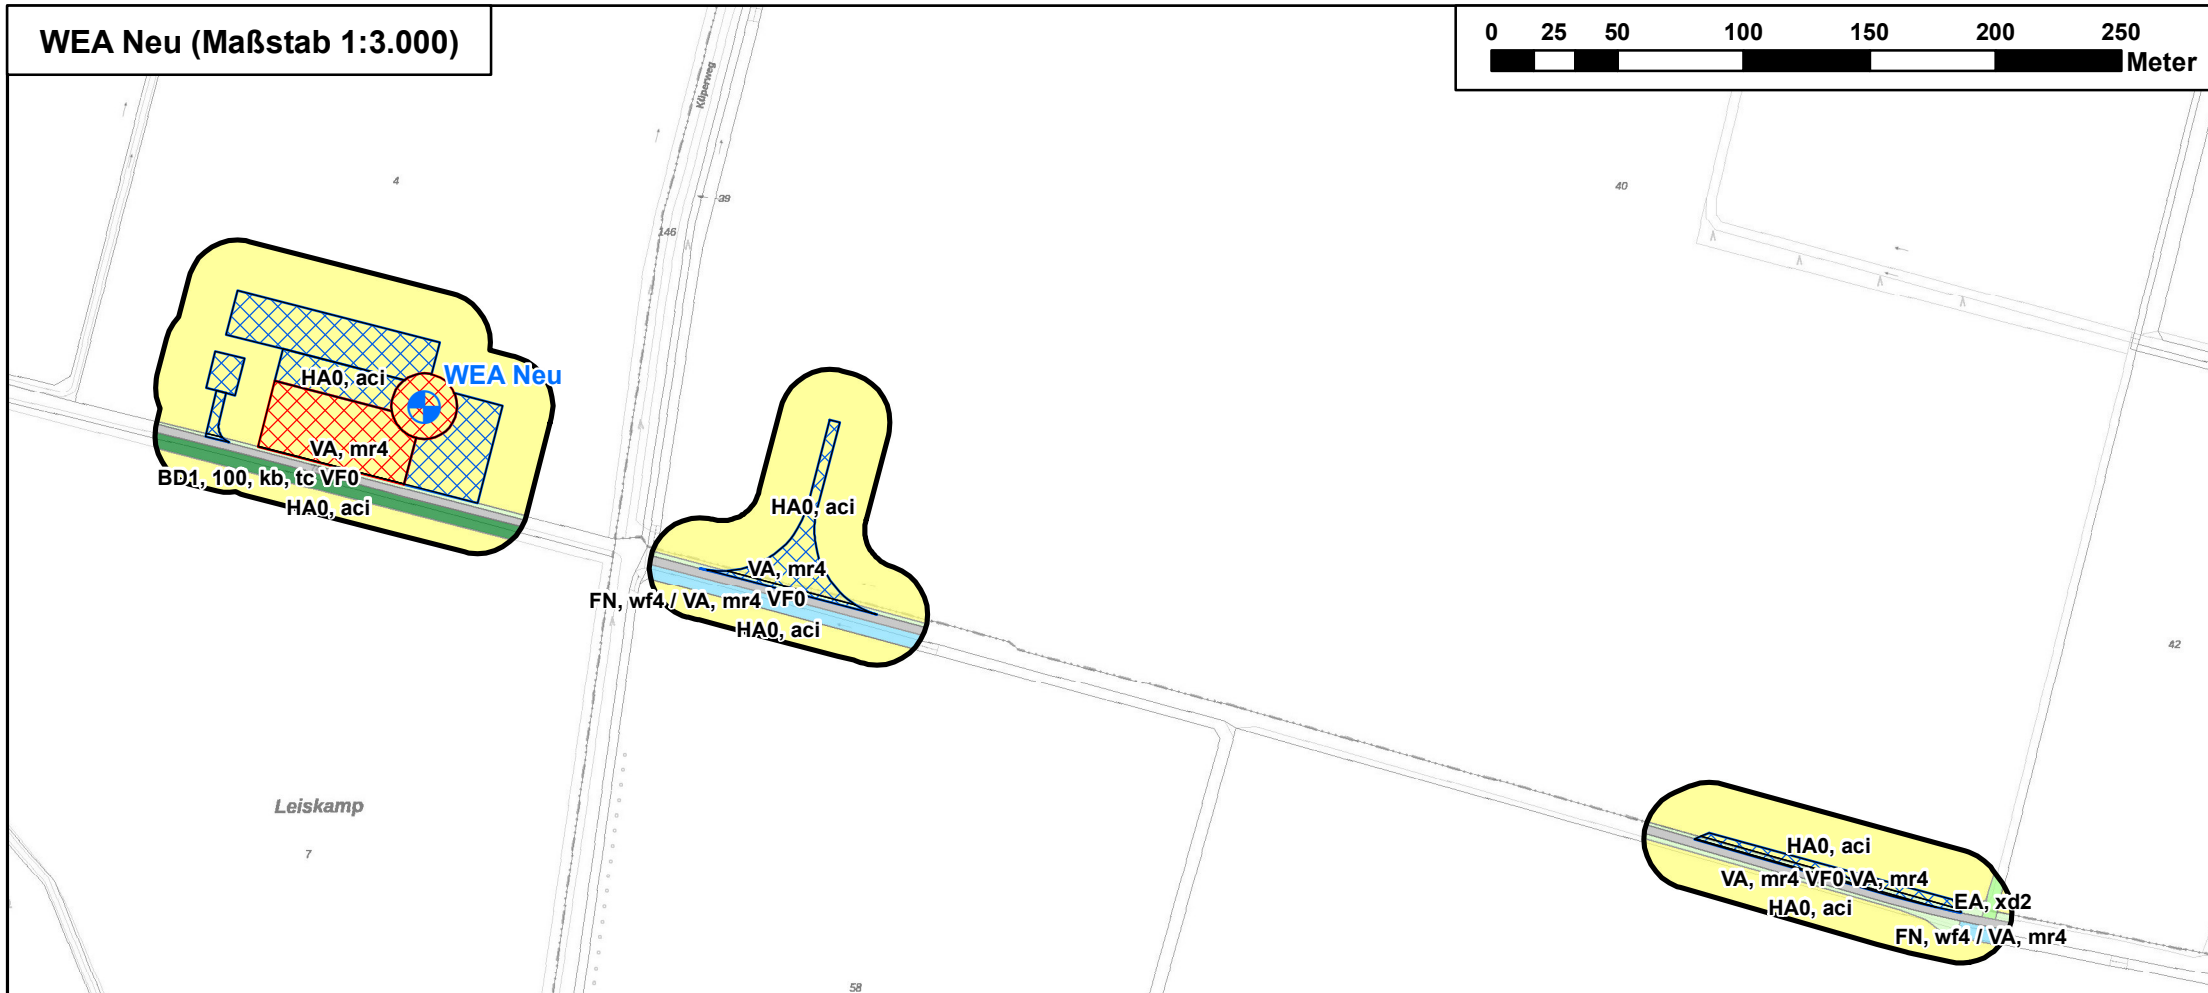 WEA Neu (Maßstab 1:3.000)
0 25 50 100 150 200 250
Meter
Küperweg
4
39
40
146
HA0, aci
WEA Neu
VA, mr4
BD1, 100, kb, tc VF0
HA0, aci
HA0, aci
VA, mr4
FN, wf4 / VA, mr4 VF0
HA0, aci
42
Leiskamp
7
HA0, aci
VA, mr4 VF0 VA, mr4
EA, xd2
HA0, aci
FN, wf4 / VA, mr4
58